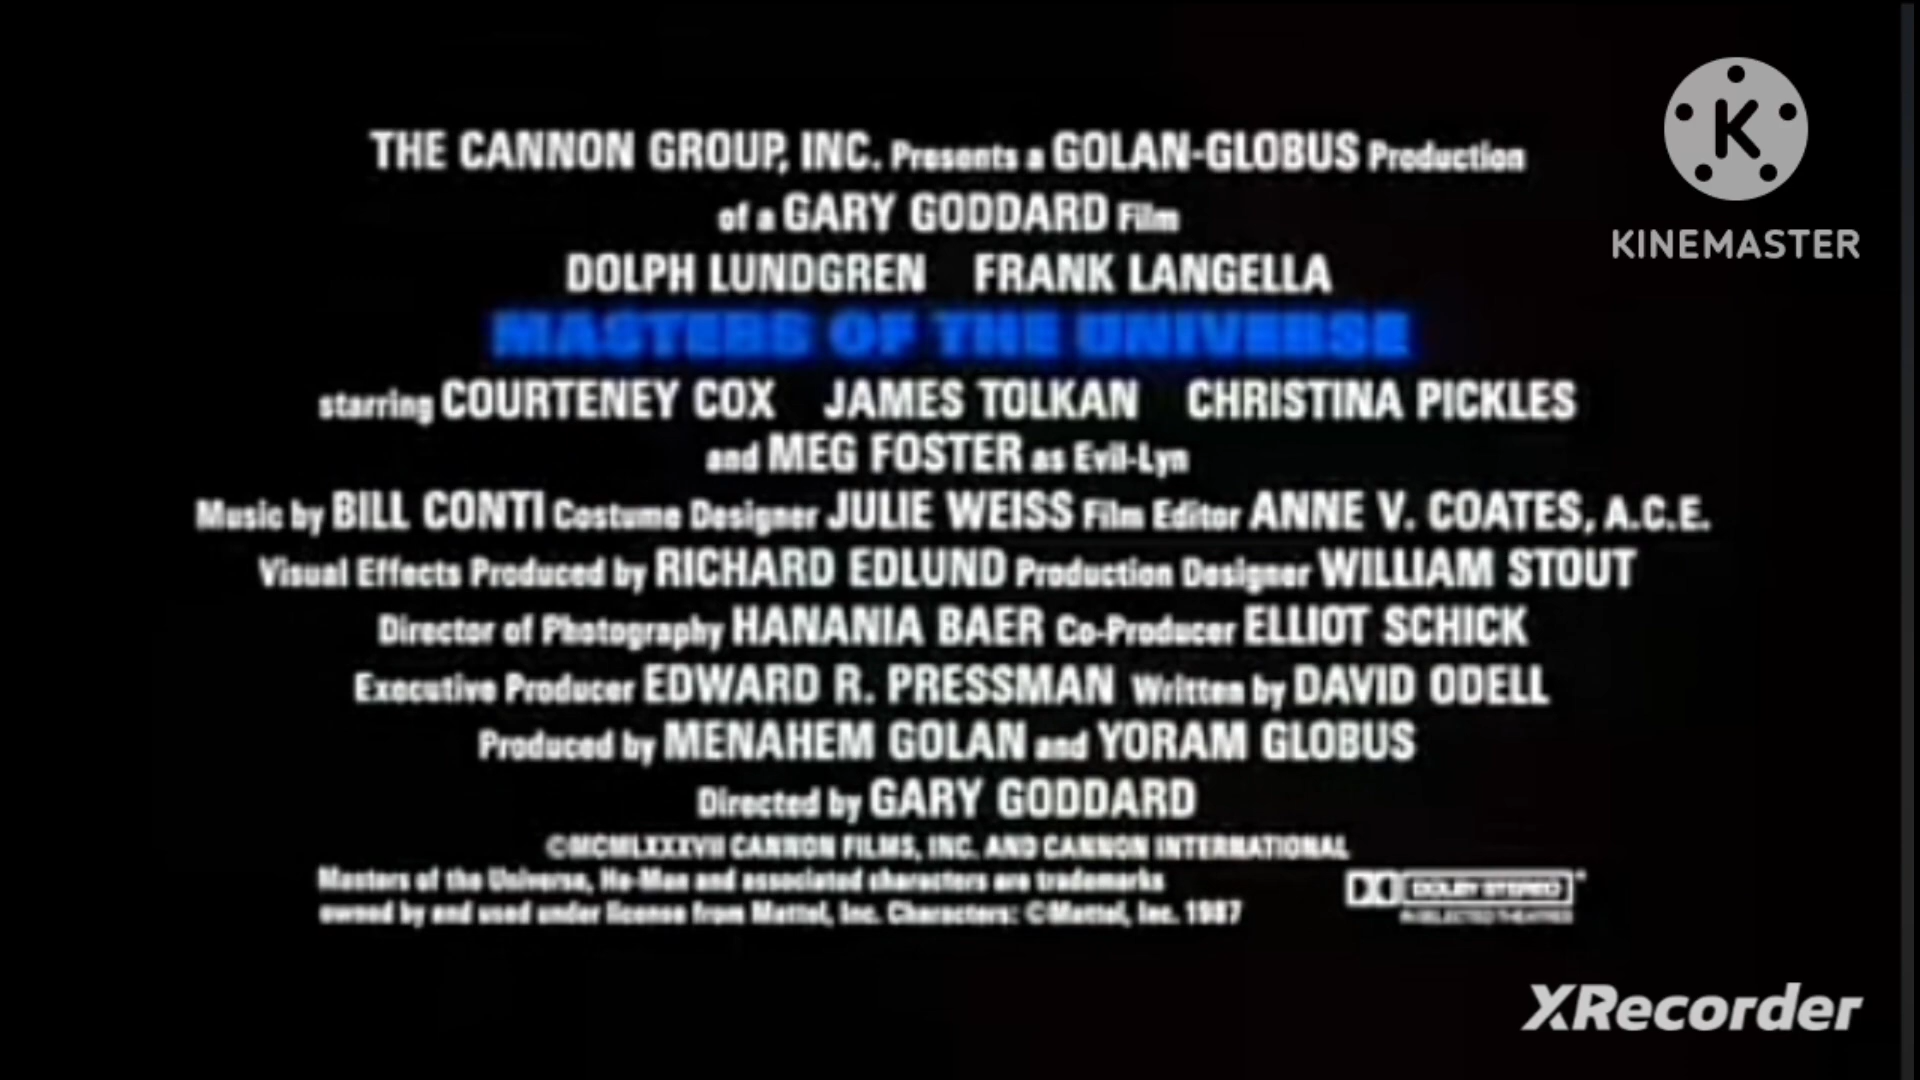 THE CANNON GROUP, INC. Presents a GOLAN-GLOBUS Production
of a GARY GODDARD Film
DOLPH LUNDGREN FRANK LANGELLA
MASTERS OF THE UNIVERSE
starring COURTENEY COX JAMES TOLKAN CHRISTINA PICKLES
and MEG FOSTER as Evil-Lyn
Music by BILL CONTI Costume Designer JULIE WEISS Film Editor ANNE V. COATES, A.C.E.
Visual Effects Produced by RICHARD EDLUND Production Designer WILLIAM STOUT
Director of Photography HANANIA BAER Co-Producer ELLIOT SCHICK
Executive Producer EDWARD R. PRESSMAN Written by DAVID ODELL
Produced by MENAHEM GOLAN and YORAM GLOBUS
Directed by GARY GODDARD
©MCMLXXXVII CANNON FILMS, INC. AND CANNON INTERNATIONAL
Masters of the Universe, He-Man and associated characters are trademarks
owned by and used under license from Mattel, Inc. Characters: ©Mattel, Inc. 1987
DOLBY STEREO
IN SELECTED THEATRES
K
KINEMASTER
XRecorder